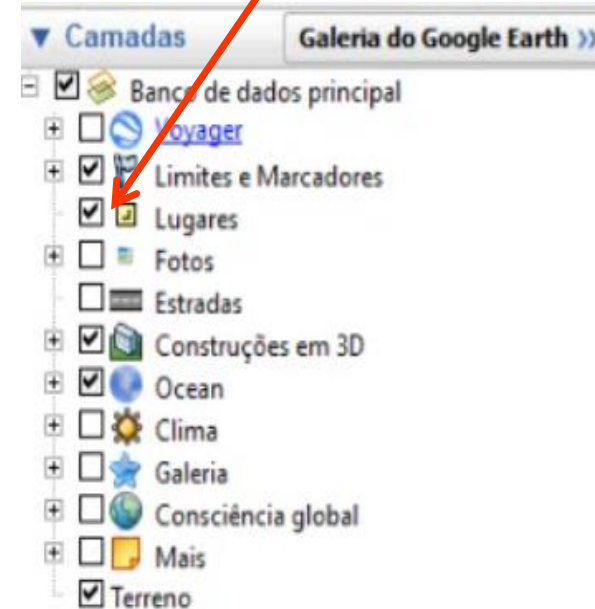 Camadas Galeria do Google Earth >>
Banco de dados principal
Voyager
Limites e Marcadores
Lugares
Fotos
Estradas
Construções em 3D
Ocean
Clima
Galeria
Consciência global
Mais
Terreno